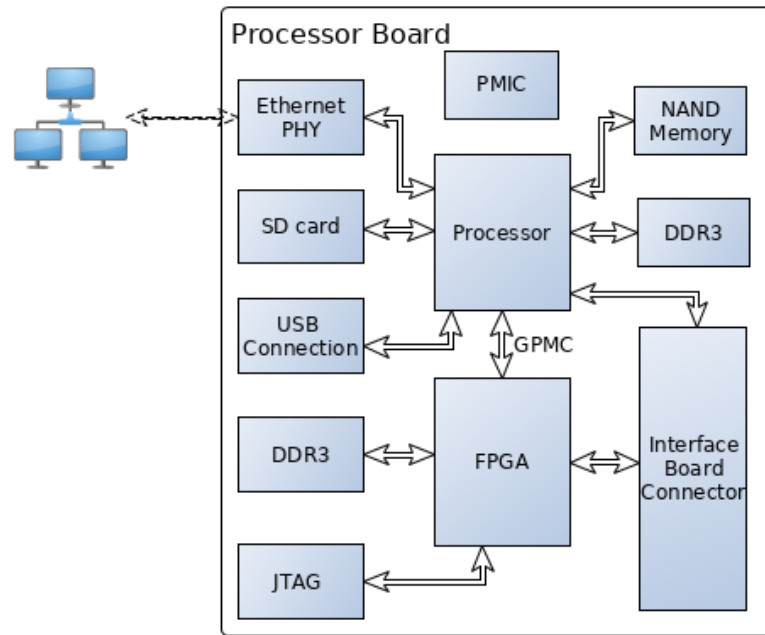 Processor Board
PMIC
Ethernet
PHY
NAND
Memory
SD card
Processor
DDR3
USB
Connection
GPMC
DDR3
FPGA
Interface
Board
Connector
JTAG